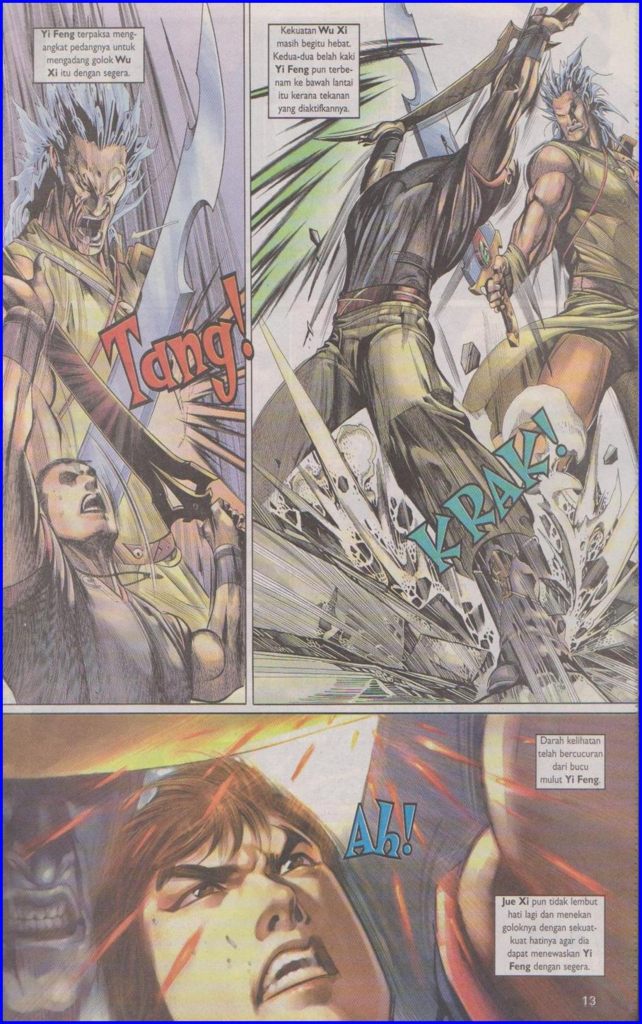 Yi Feng terpaksa meng-
angkat pedangnya untuk
mengadang golok Wu
Xi itu dengan segera.
Tang!
Kekuatan Wu Xi
masih begitu hebat.
Kedua-dua belah kaki
Yi Feng pun terbe-
nam ke bawah lantai
itu kerana tekanan
yang diaktifkannya.
KRAK!
Darah kelihatan
telah bercucuran
dari bucu
mulut Yi Feng.
Ah!
Jue Xi pun tidak lembut
hati lagi dan menekan
goloknya dengan sekuat-
kuat hatinya agar dia
dapat menewaskan Yi
Feng dengan segera.
13